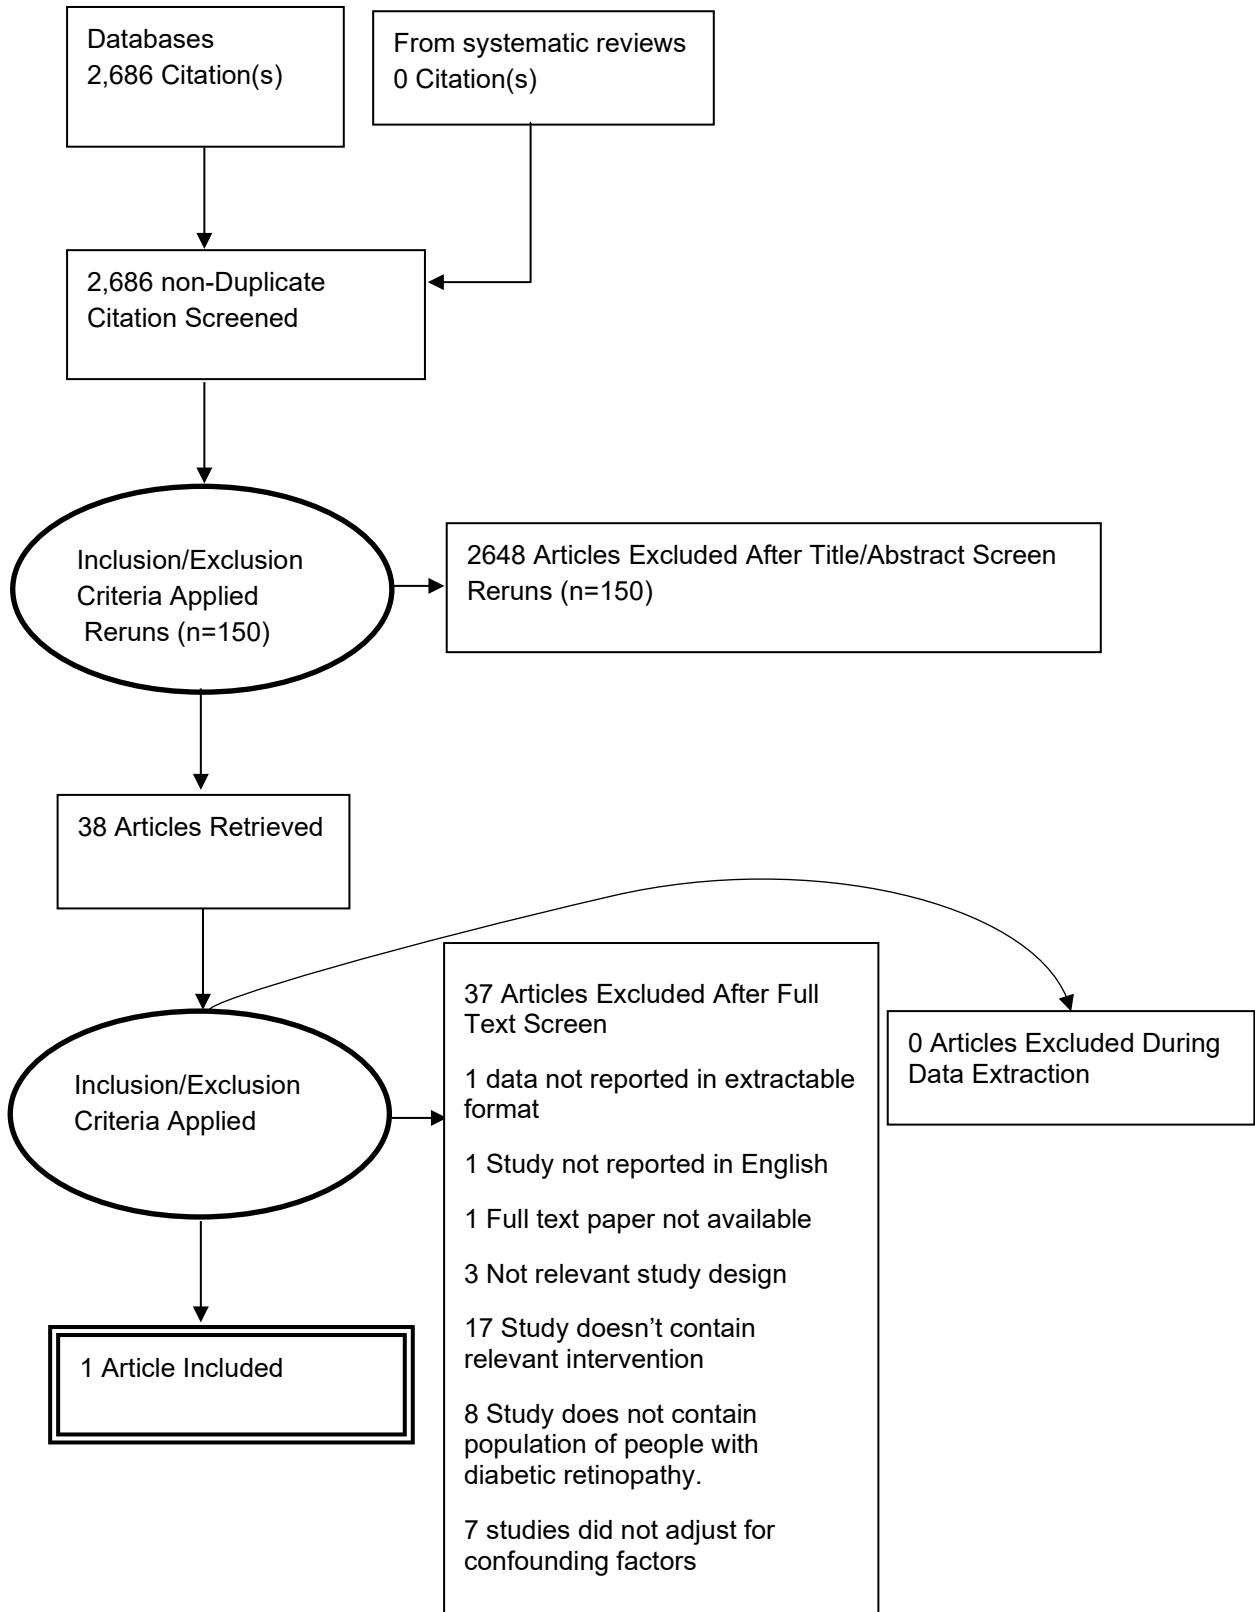 Databases
2,686 Citation(s)
From systematic reviews
0 Citation(s)
2,686 non-Duplicate
Citation Screened
Inclusion/Exclusion
Criteria Applied
Reruns (n=150)
2648 Articles Excluded After Title/Abstract Screen
Reruns (n=150)
38 Articles Retrieved
Inclusion/Exclusion
Criteria Applied
37 Articles Excluded After Full
Text Screen
1 data not reported in extractable
format
1 Study not reported in English
1 Full text paper not available
3 Not relevant study design
17 Study doesn’t contain
relevant intervention
8 Study does not contain
population of people with
diabetic retinopathy.
7 studies did not adjust for
confounding factors
0 Articles Excluded During
Data Extraction
1 Article Included